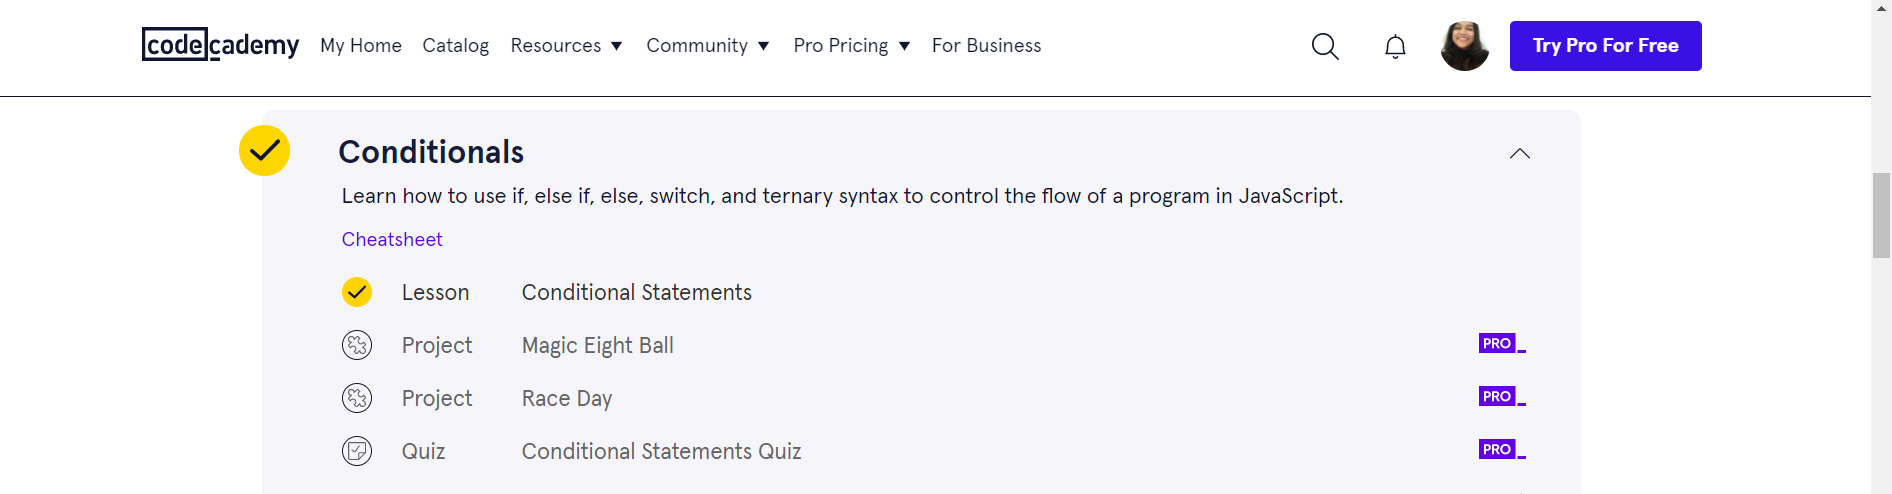 codecademy My Home Catalog Resources Community Pro Pricing For Business Try Pro For Free
Conditionals
Learn how to use if, else if, else, switch, and ternary syntax to control the flow of a program in JavaScript.
Cheatsheet
Lesson Conditional Statements
Project Magic Eight Ball PRO
Project Race Day PRO
Quiz Conditional Statements Quiz PRO